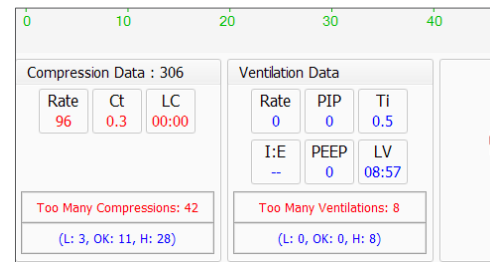 0 10 20 30 40
Compression Data : 306
Rate Ct LC
96 0.3 00:00
Too Many Compressions: 42
(L: 3, OK: 11, H: 28)
Ventilation Data
Rate PIP Ti
0 0 0.5
I:E PEEP LV
-- 0 08:57
Too Many Ventilations: 8
(L: 0, OK: 0, H: 8)